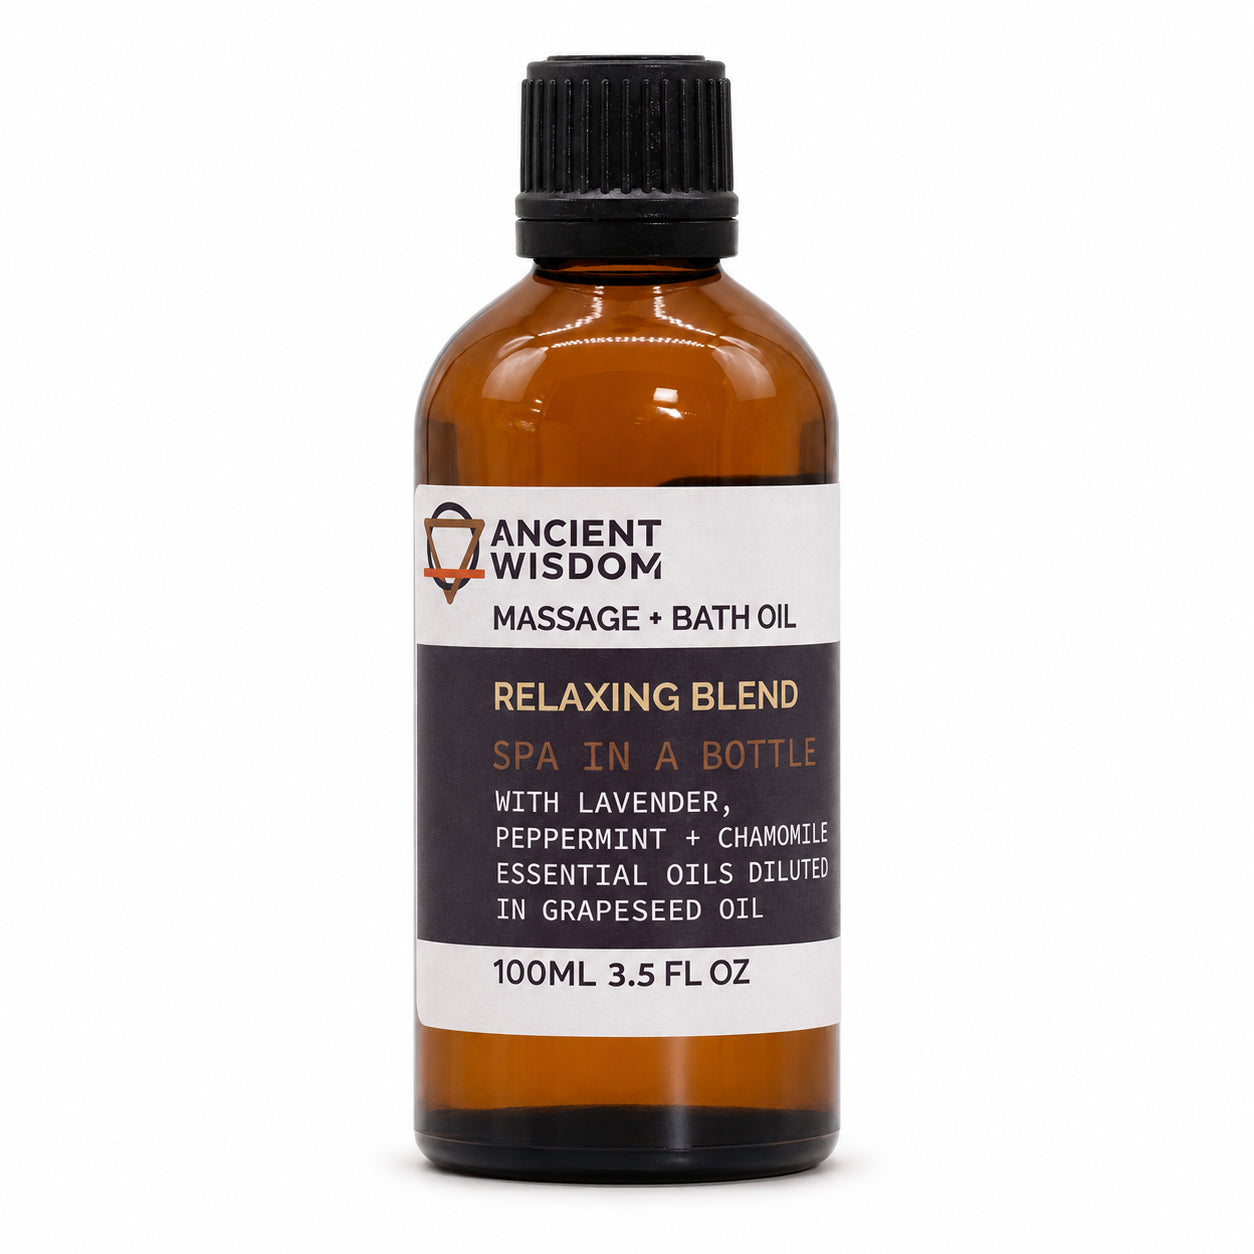 ANCIENT
WISDOM
MASSAGE + BATH OIL
RELAXING BLEND
SPA IN A BOTTLE
WITH LAVENDER,
PEPPERMINT + CHAMOMILE
ESSENTIAL OILS DILUTED
IN GRAPESEED OIL
100ML 3.5 FL OZ